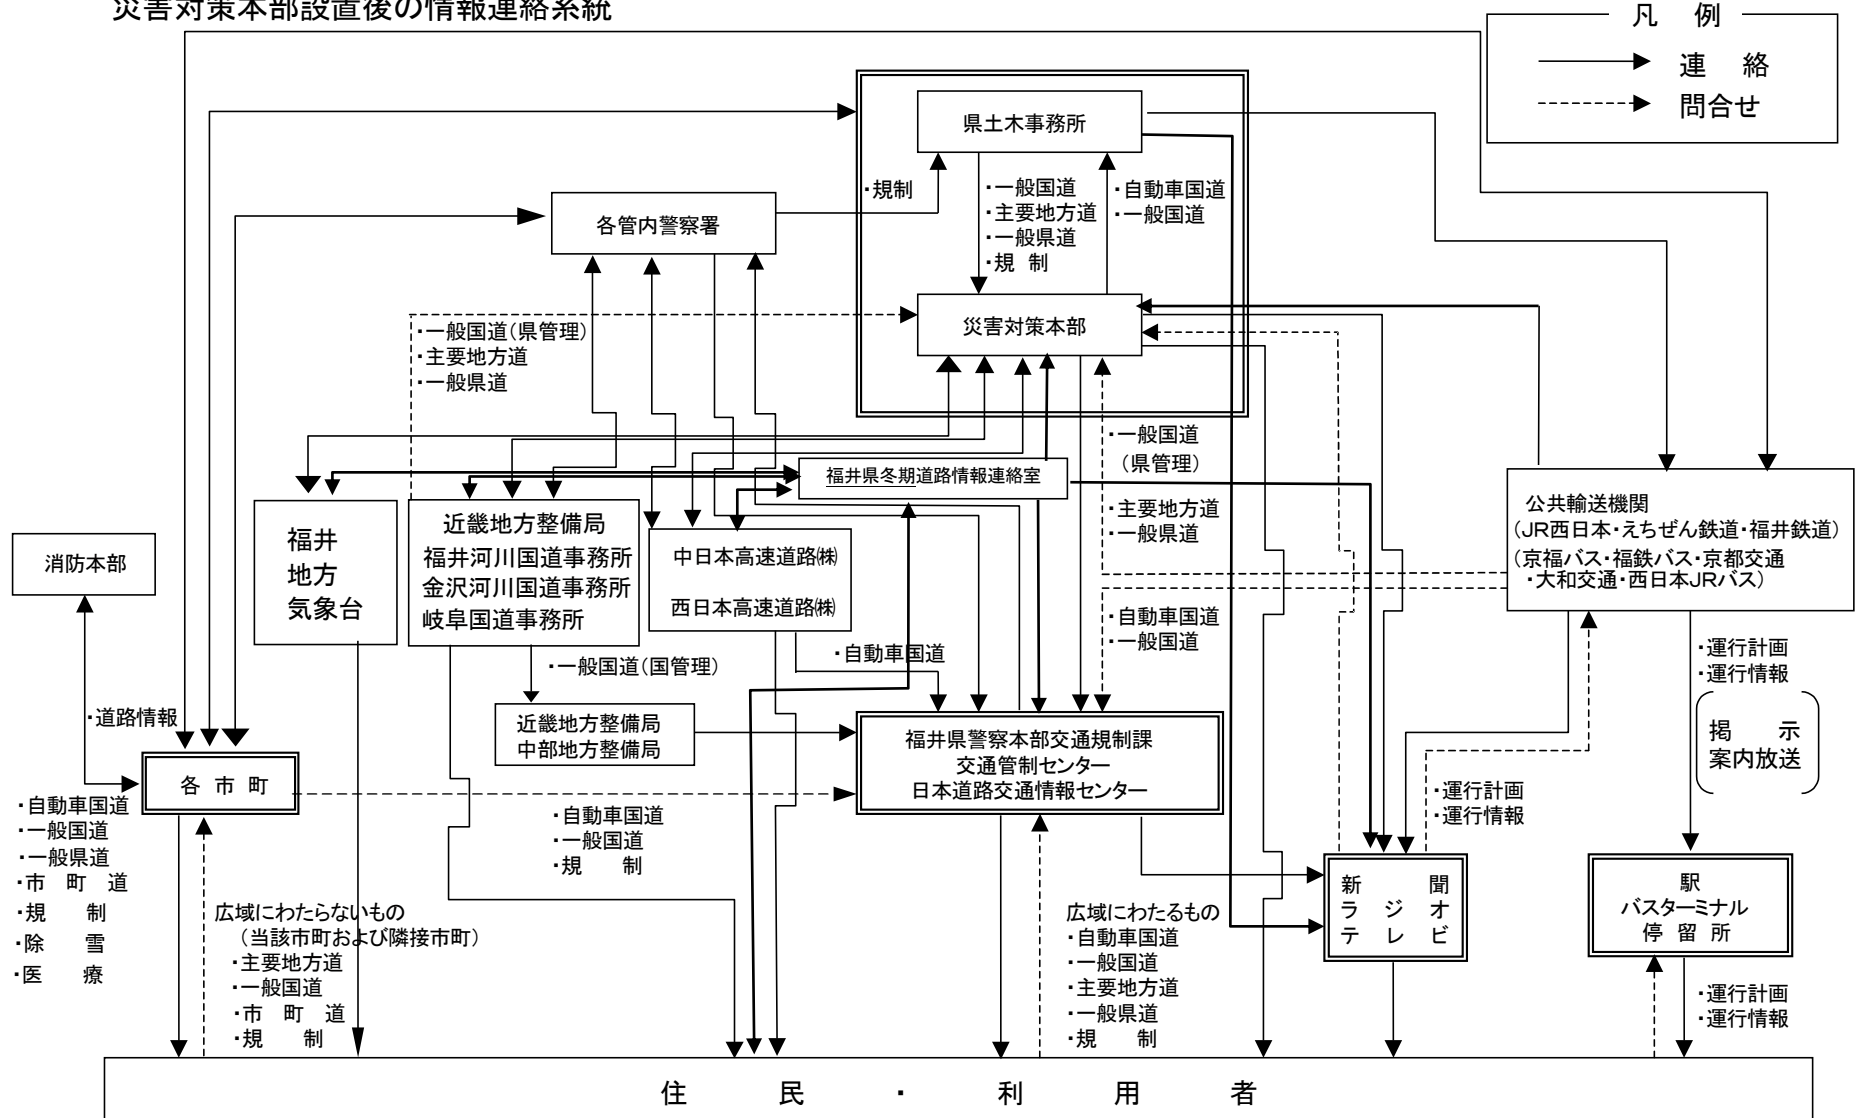 災害対策本部設置後の情報連絡系統
凡 例
連 絡
問合せ
県土木事務所
・規制
・一般国道
・主要地方道
・一般県道
・規 制
・自動車国道
・一般国道
各管内警察署
災害対策本部
・一般国道(県管理)
・主要地方道
・一般県道
・一般国道
(県管理)
・主要地方道
・一般県道
福井県冬期道路情報連絡室
公共輸送機関
(JR西日本・えちぜん鉄道・福井鉄道)
(京福バス・福鉄バス・京都交通
・大和交通・西日本JRバス)
消防本部
福井
地方
気象台
近畿地方整備局
福井河川国道事務所
金沢河川国道事務所
岐阜国道事務所
中日本高速道路㈱
西日本高速道路㈱
・自動車国道
・一般国道
・自動車国道
・一般国道(国管理)
・運行計画
・運行情報
掲 示
案内放送
・道路情報
近畿地方整備局
中部地方整備局
福井県警察本部交通規制課
交通管制センター
日本道路交通情報センター
各 市 町
・自動車国道
・一般国道
・一般県道
・市 町 道
・規 制
・除 雪
・医 療
・自動車国道
・一般国道
・規 制
・運行計画
・運行情報
新 聞
ラ ジ オ
テ レ ビ
駅
バスターミナル
停 留 所
広域にわたらないもの
(当該市町および隣接市町)
・主要地方道
・一般国道
・市 町 道
・規 制
広域にわたるもの
・自動車国道
・一般国道
・主要地方道
・一般県道
・規 制
・運行計画
・運行情報
住 民 ・ 利 用 者